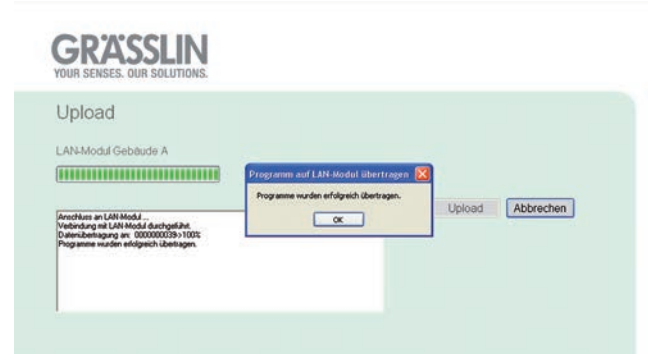 GRÄSSLIN
YOUR SENSES. OUR SOLUTIONS.
Upload
LAN-Modul Gebäude A
Programm auf LAN-Modul übertragen
Programme wurden erfolgreich übertragen.
OK
Upload
Abbrechen
Anschluss an LAN-Modul ...
Verbindung mit LAN-Modul durchgeführt.
Datenübertragung an: 0000000039->100%
Programme wurden erfolgreich übertragen.